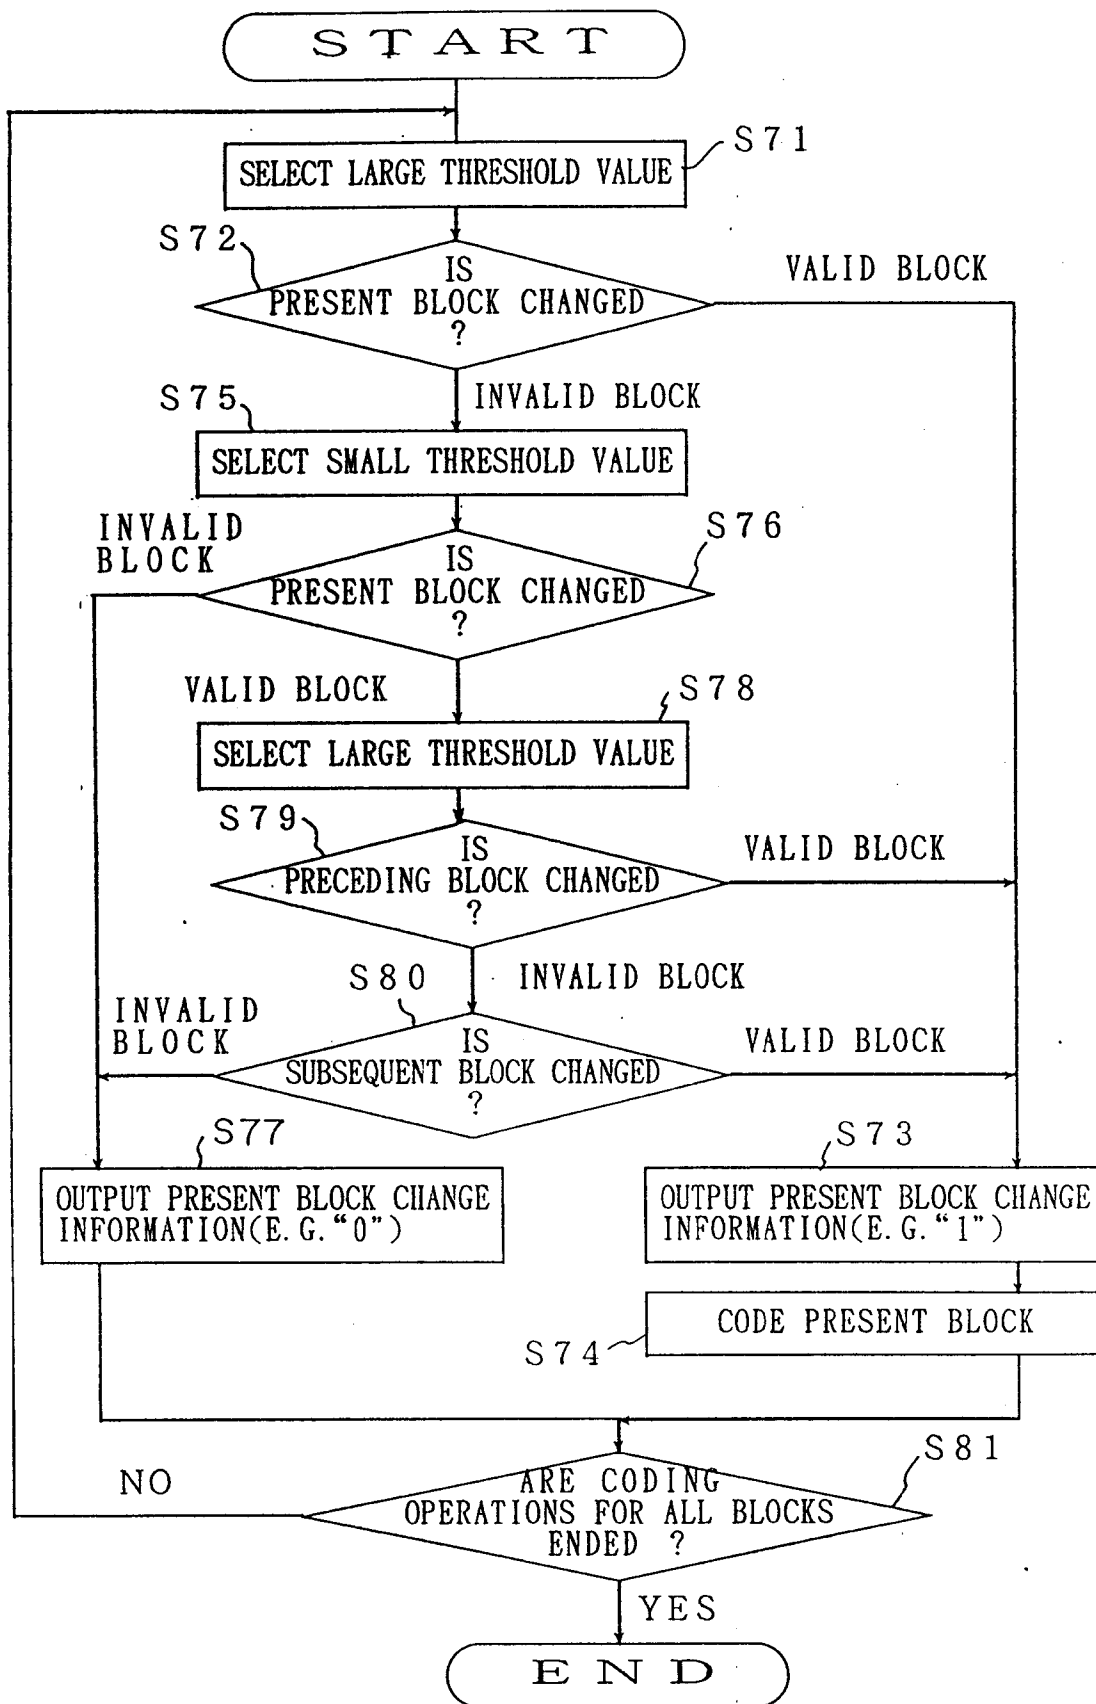 START
S71
SELECT LARGE THRESHOLD VALUE
S72
IS
PRESENT BLOCK CHANGED
?
VALID BLOCK
INVALID BLOCK
S75
SELECT SMALL THRESHOLD VALUE
INVALID
BLOCK
S76
IS
PRESENT BLOCK CHANGED
?
VALID BLOCK
S78
SELECT LARGE THRESHOLD VALUE
S79
IS
PRECEDING BLOCK CHANGED
?
VALID BLOCK
INVALID BLOCK
S80
INVALID
BLOCK
IS
SUBSEQUENT BLOCK CHANGED
?
VALID BLOCK
S77
OUTPUT PRESENT BLOCK CHANGE
INFORMATION(E.G.“0”)
S73
OUTPUT PRESENT BLOCK CHANGE
INFORMATION(E.G.“1”)
CODE PRESENT BLOCK
S74
S81
ARE CODING
OPERATIONS FOR ALL BLOCKS
ENDED ?
NO
YES
END